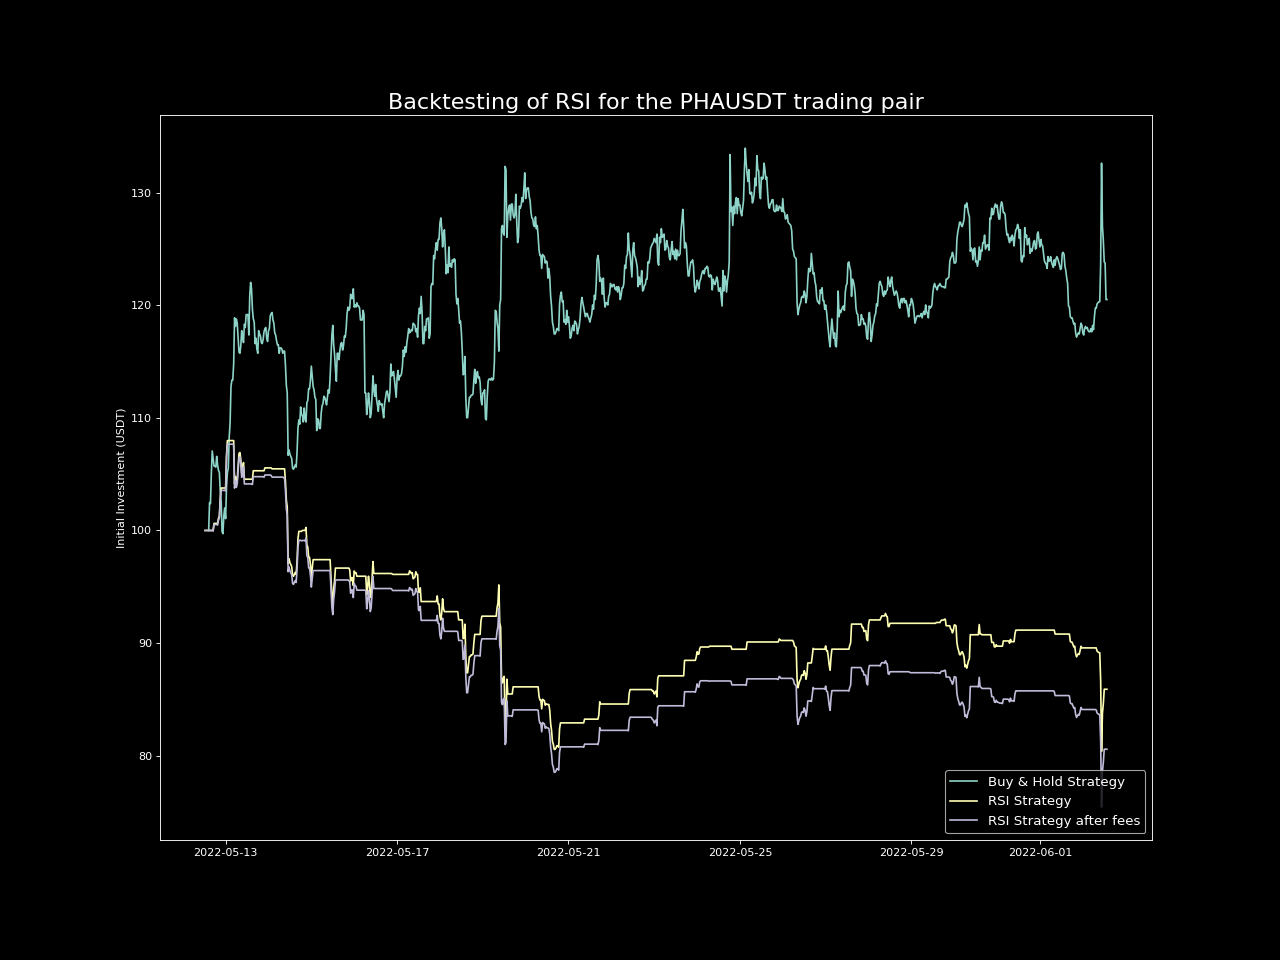 Backtesting of RSI for the PHAUSDT trading pair
Initial Investment (USDT)
130
120
110
100
90
80
2022-05-13 2022-05-17 2022-05-21 2022-05-25 2022-05-29 2022-06-01
Buy & Hold Strategy
RSI Strategy
RSI Strategy after fees